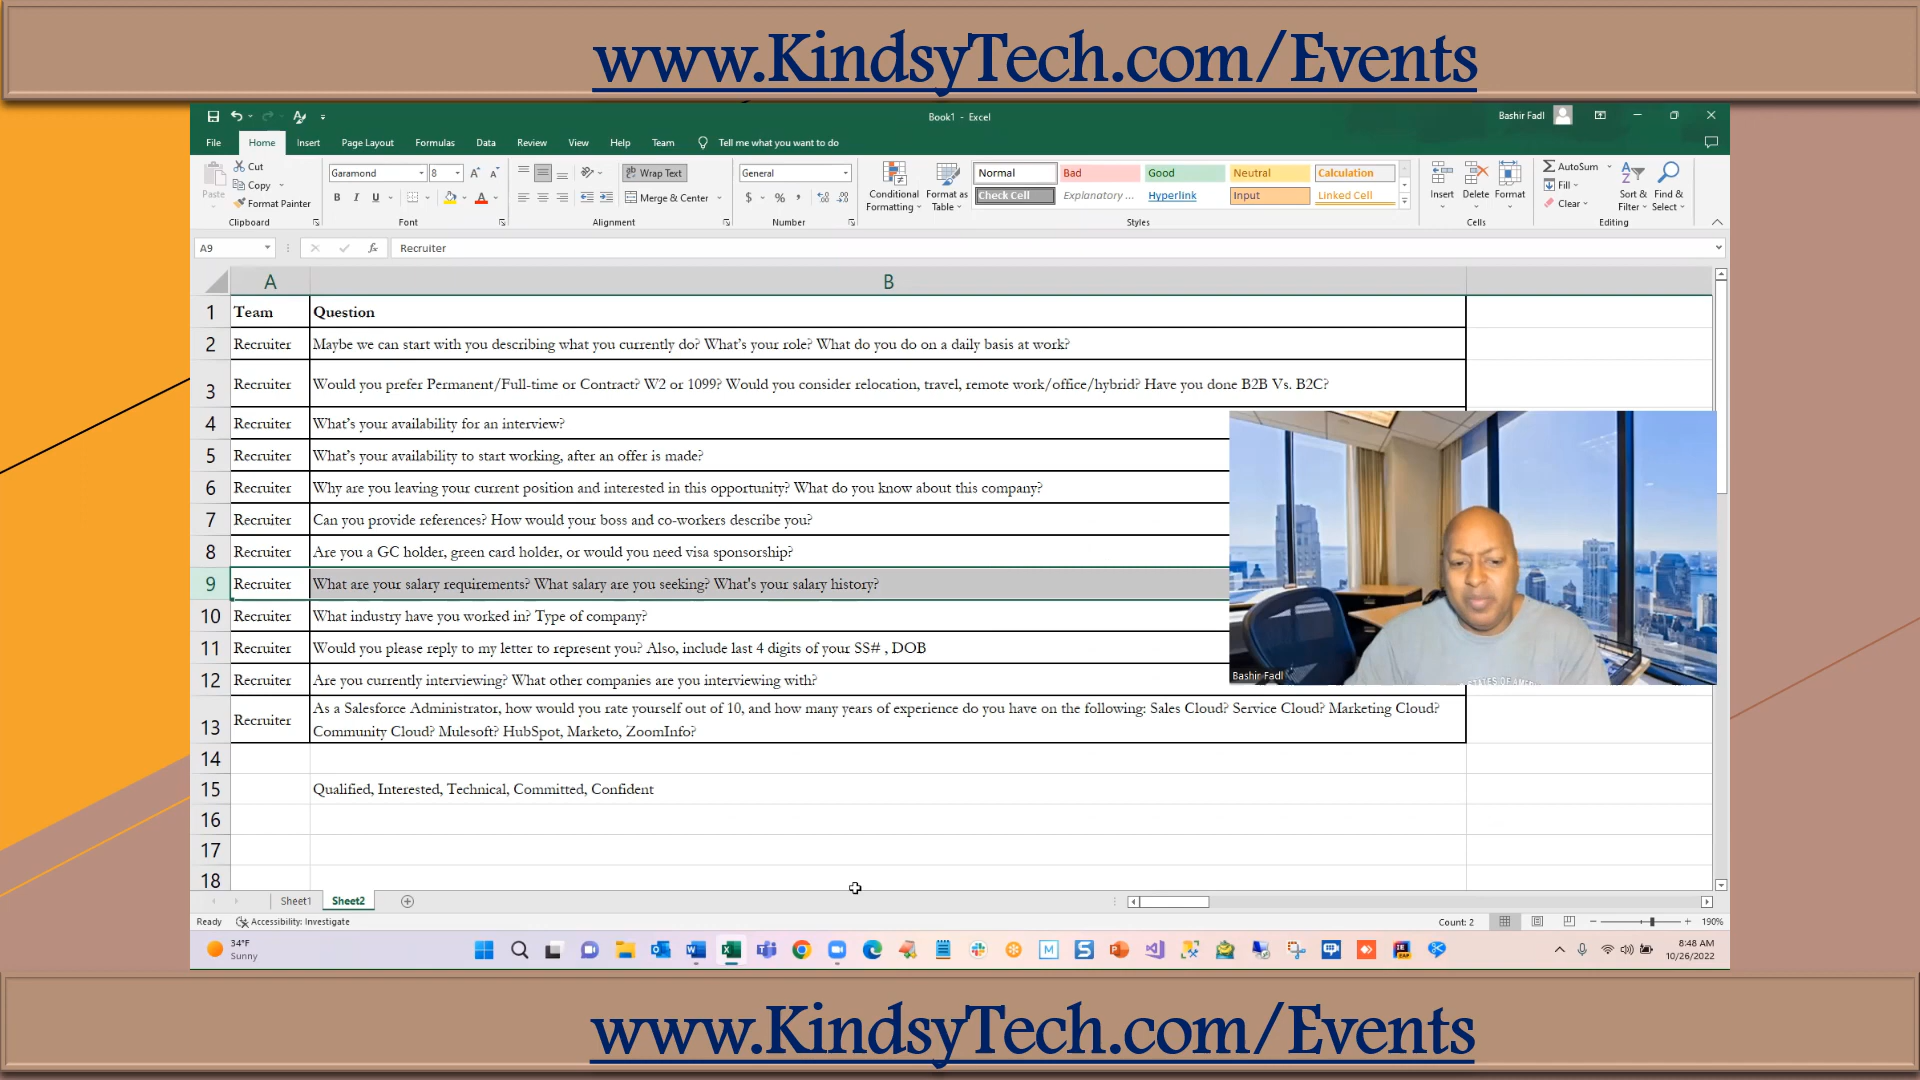 www.KindsyTech.com/Events
Book1 - Excel
Bashir Fadl
File Home Insert Page Layout Formulas Data Review View Help Team Tell me what you want to do
Paste
Cut
Copy
Format Painter
Clipboard
Garamond 8
B I U
Font
Wrap Text
Merge & Center
Alignment
General
$ % ,
Number
Conditional Formatting
Format as Table
Normal Bad Good Neutral Calculation
Check Cell Explanatory ... Hyperlink Input Linked Cell
Styles
Insert Delete Format
Cells
AutoSum
Fill
Clear
Sort & Filter
Find & Select
Editing
A9 fx Recruiter
A B
1 Team Question
2 Recruiter Maybe we can start with you describing what you currently do? What's your role? What do you do on a daily basis at work?
3 Recruiter Would you prefer Permanent/Full-time or Contract? W2 or 1099? Would you consider relocation, travel, remote work/office/hybrid? Have you done B2B Vs. B2C?
4 Recruiter What's your availability for an interview?
5 Recruiter What's your availability to start working, after an offer is made?
6 Recruiter Why are you leaving your current position and interested in this opportunity? What do you know about this company?
7 Recruiter Can you provide references? How would your boss and co-workers describe you?
8 Recruiter Are you a GC holder, green card holder, or would you need visa sponsorship?
9 Recruiter What are your salary requirements? What salary are you seeking? What's your salary history?
10 Recruiter What industry have you worked in? Type of company?
11 Recruiter Would you please reply to my letter to represent you? Also, include last 4 digits of your SS# , DOB
12 Recruiter Are you currently interviewing? What other companies are you interviewing with?
13 Recruiter As a Salesforce Administrator, how would you rate yourself out of 10, and how many years of experience do you have on the following: Sales Cloud? Service Cloud? Marketing Cloud?
Community Cloud? Mulesoft? HubSpot, Marketo, ZoomInfo?
14
15 Qualified, Interested, Technical, Committed, Confident
16
17
18
Bashir Fadl
Sheet1 Sheet2
Ready Accessibility: Investigate Count: 2 190%
34°F
Sunny
8:48 AM
10/26/2022
www.KindsyTech.com/Events